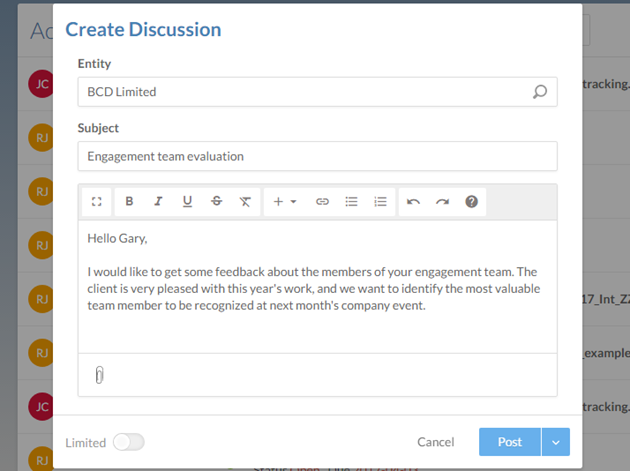 Create Discussion
Entity
BCD Limited
Subject
Engagement team evaluation
B I U S
Hello Gary,
I would like to get some feedback about the members of your engagement team. The
client is very pleased with this year's work, and we want to identify the most valuable
team member to be recognized at next month's company event.
Limited
Cancel
Post
JC
tracking.
RJ
RJ
RJ
RJ
17_Int_Z
RJ
_example
JC
tracking.
RJ